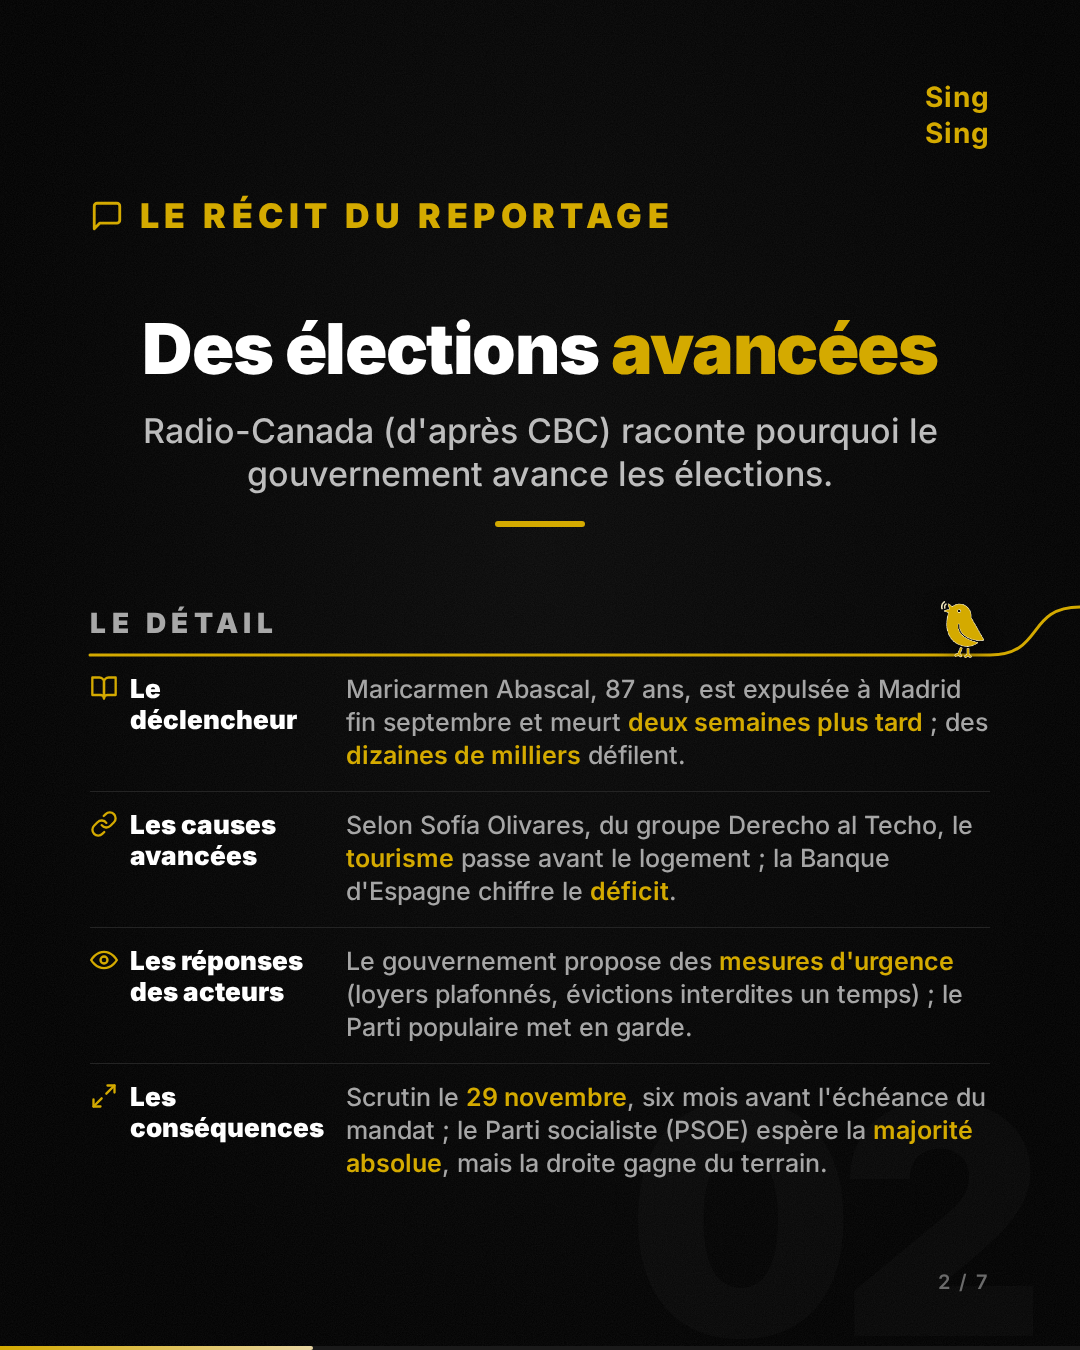 Sing
Sing
LE RÉCIT DU REPORTAGE
Des élections avancées
Radio-Canada (d'après CBC) raconte pourquoi le
gouvernement avance les élections.
LE DÉTAIL
Le
déclencheur
Maricarmen Abascal, 87 ans, est expulsée à Madrid
fin septembre et meurt deux semaines plus tard ; des
dizaines de milliers défilent.
Les causes
avancées
Selon Sofía Olivares, du groupe Derecho al Techo, le
tourisme passe avant le logement ; la Banque
d'Espagne chiffre le déficit.
Les réponses
des acteurs
Le gouvernement propose des mesures d'urgence
(loyers plafonnés, évictions interdites un temps) ; le
Parti populaire met en garde.
Les
conséquences
Scrutin le 29 novembre, six mois avant l'échéance du
mandat ; le Parti socialiste (PSOE) espère la majorité
absolue, mais la droite gagne du terrain.
02
2 / 7